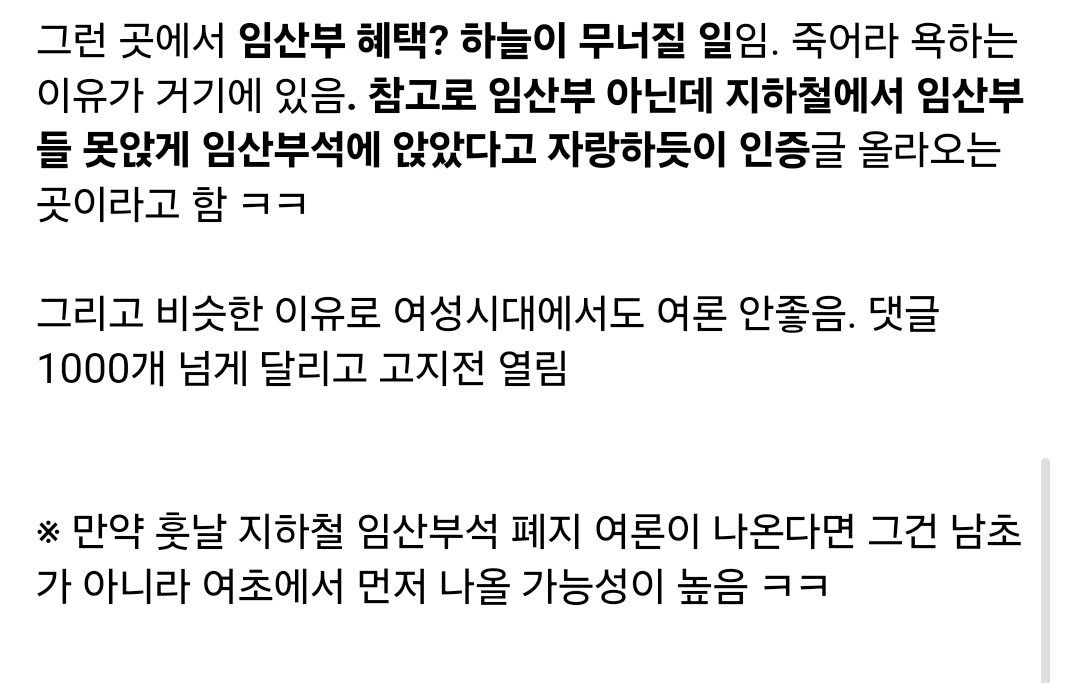 그런 곳에서 임산부 혜택? 하늘이 무너질 일임. 죽어라 욕하는
이유가 거기에 있음. 참고로 임산부 아닌데 지하철에서 임산부
들 못앉게 임산부석에 앉았다고 자랑하듯이 인증글 올라오는
곳이라고 함 ㅋㅋ
그리고 비슷한 이유로 여성시대에서도 여론 안좋음. 댓글
1000개 넘게 달리고 고지전 열림
※ 만약 훗날 지하철 임산부석 폐지 여론이 나온다면 그건 남초
가 아니라 여초에서 먼저 나올 가능성이 높음 ㅋㅋ